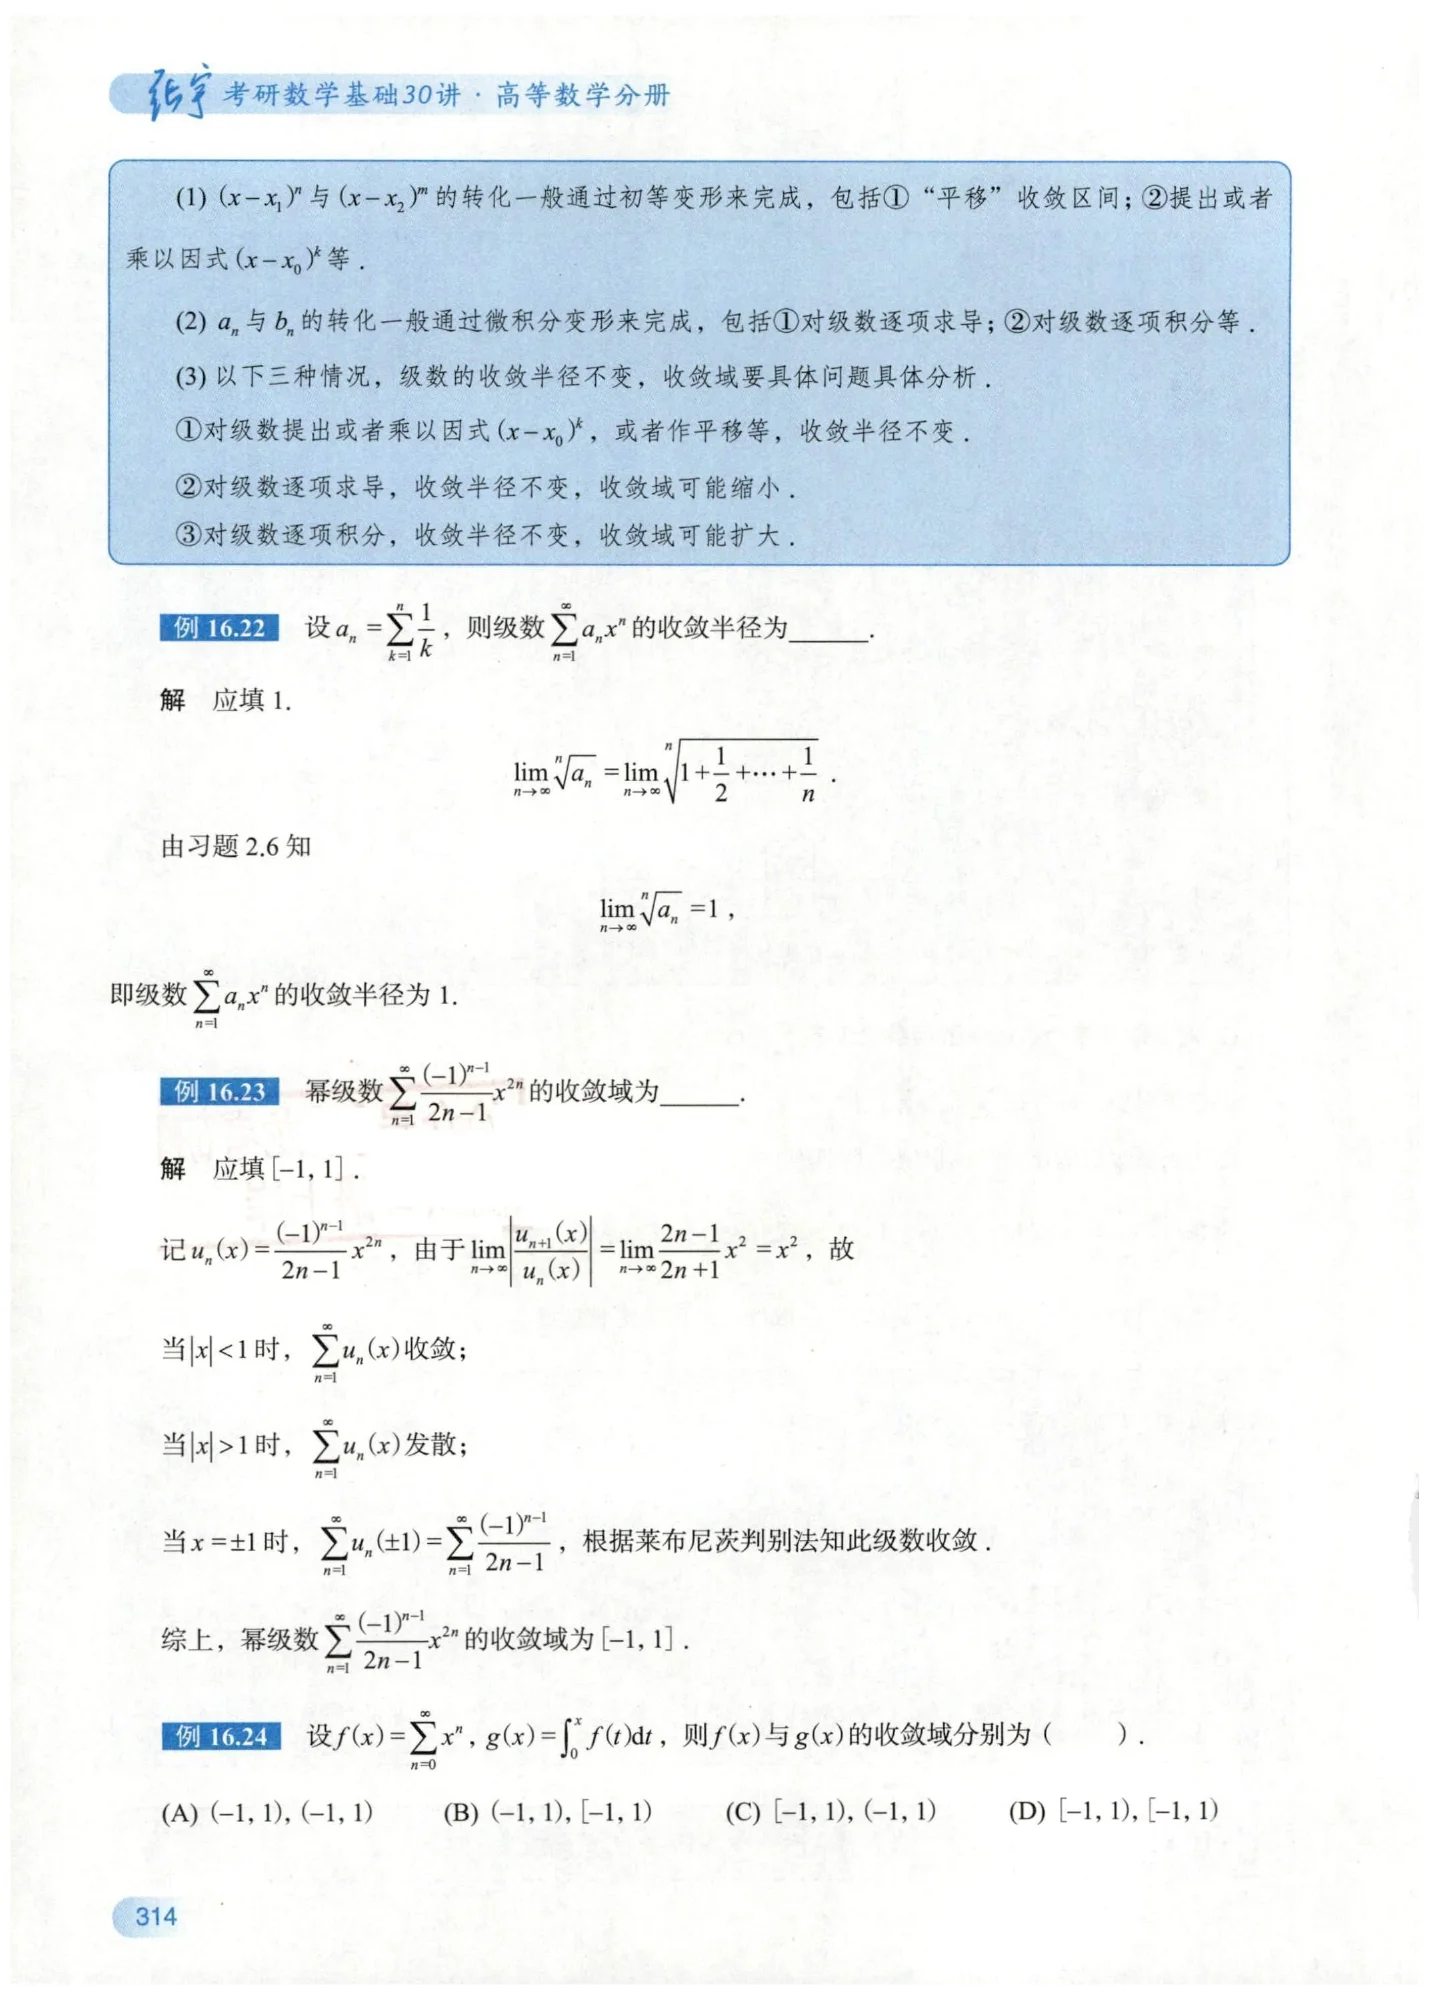 张宇 考研数学基础30讲·高等数学分册
(1) (x−x₁)ⁿ与(x−x₂)ᵐ的转化一般通过初等变形来完成，包括①“平移”收敛区间；②提出或者
乘以因式(x−x₀)ᵏ等．
(2) aₙ与bₙ的转化一般通过微积分变形来完成，包括①对级数逐项求导；②对级数逐项积分等．
(3) 以下三种情况，级数的收敛半径不变，收敛域要具体问题具体分析．
①对级数提出或者乘以因式(x−x₀)ᵏ，或者作平移等，收敛半径不变．
②对级数逐项求导，收敛半径不变，收敛域可能缩小．
③对级数逐项积分，收敛半径不变，收敛域可能扩大．
例 16.22 设 $a_n=\sum_{k=1}^{n}\frac{1}{k}$，则级数 $\sum_{n=1}^{\infty}a_nx^n$ 的收敛半径为______.
解 应填 1.
$\lim_{n\to\infty}\sqrt[n]{a_n}=\lim_{n\to\infty}\sqrt[n]{1+\frac{1}{2}+\cdots+\frac{1}{n}}$．
由习题 2.6 知
$\lim_{n\to\infty}\sqrt[n]{a_n}=1$，
即级数 $\sum_{n=1}^{\infty}a_nx^n$ 的收敛半径为 1.
例 16.23 幂级数 $\sum_{n=1}^{\infty}\frac{(-1)^{n-1}}{2n-1}x^{2n}$ 的收敛域为______.
解 应填[−1, 1]．
记 $u_n(x)=\frac{(-1)^{n-1}}{2n-1}x^{2n}$，由于 $\lim_{n\to\infty}\left|\frac{u_{n+1}(x)}{u_n(x)}\right|=\lim_{n\to\infty}\frac{2n-1}{2n+1}x^2=x^2$，故
当|x|<1时，$\sum_{n=1}^{\infty}u_n(x)$收敛；
当|x|>1时，$\sum_{n=1}^{\infty}u_n(x)$发散；
当 x=±1时，$\sum_{n=1}^{\infty}u_n(\pm1)=\sum_{n=1}^{\infty}\frac{(-1)^{n-1}}{2n-1}$，根据莱布尼茨判别法知此级数收敛．
综上，幂级数 $\sum_{n=1}^{\infty}\frac{(-1)^{n-1}}{2n-1}x^{2n}$ 的收敛域为[−1, 1]．
例 16.24 设 $f(x)=\sum_{n=0}^{\infty}x^n$, $g(x)=\int_0^x f(t)\mathrm{d}t$，则f(x)与g(x)的收敛域分别为（ ）．
(A) (−1, 1), (−1, 1) (B) (−1, 1), [−1, 1) (C) [−1, 1), (−1, 1) (D) [−1, 1), [−1, 1)
314